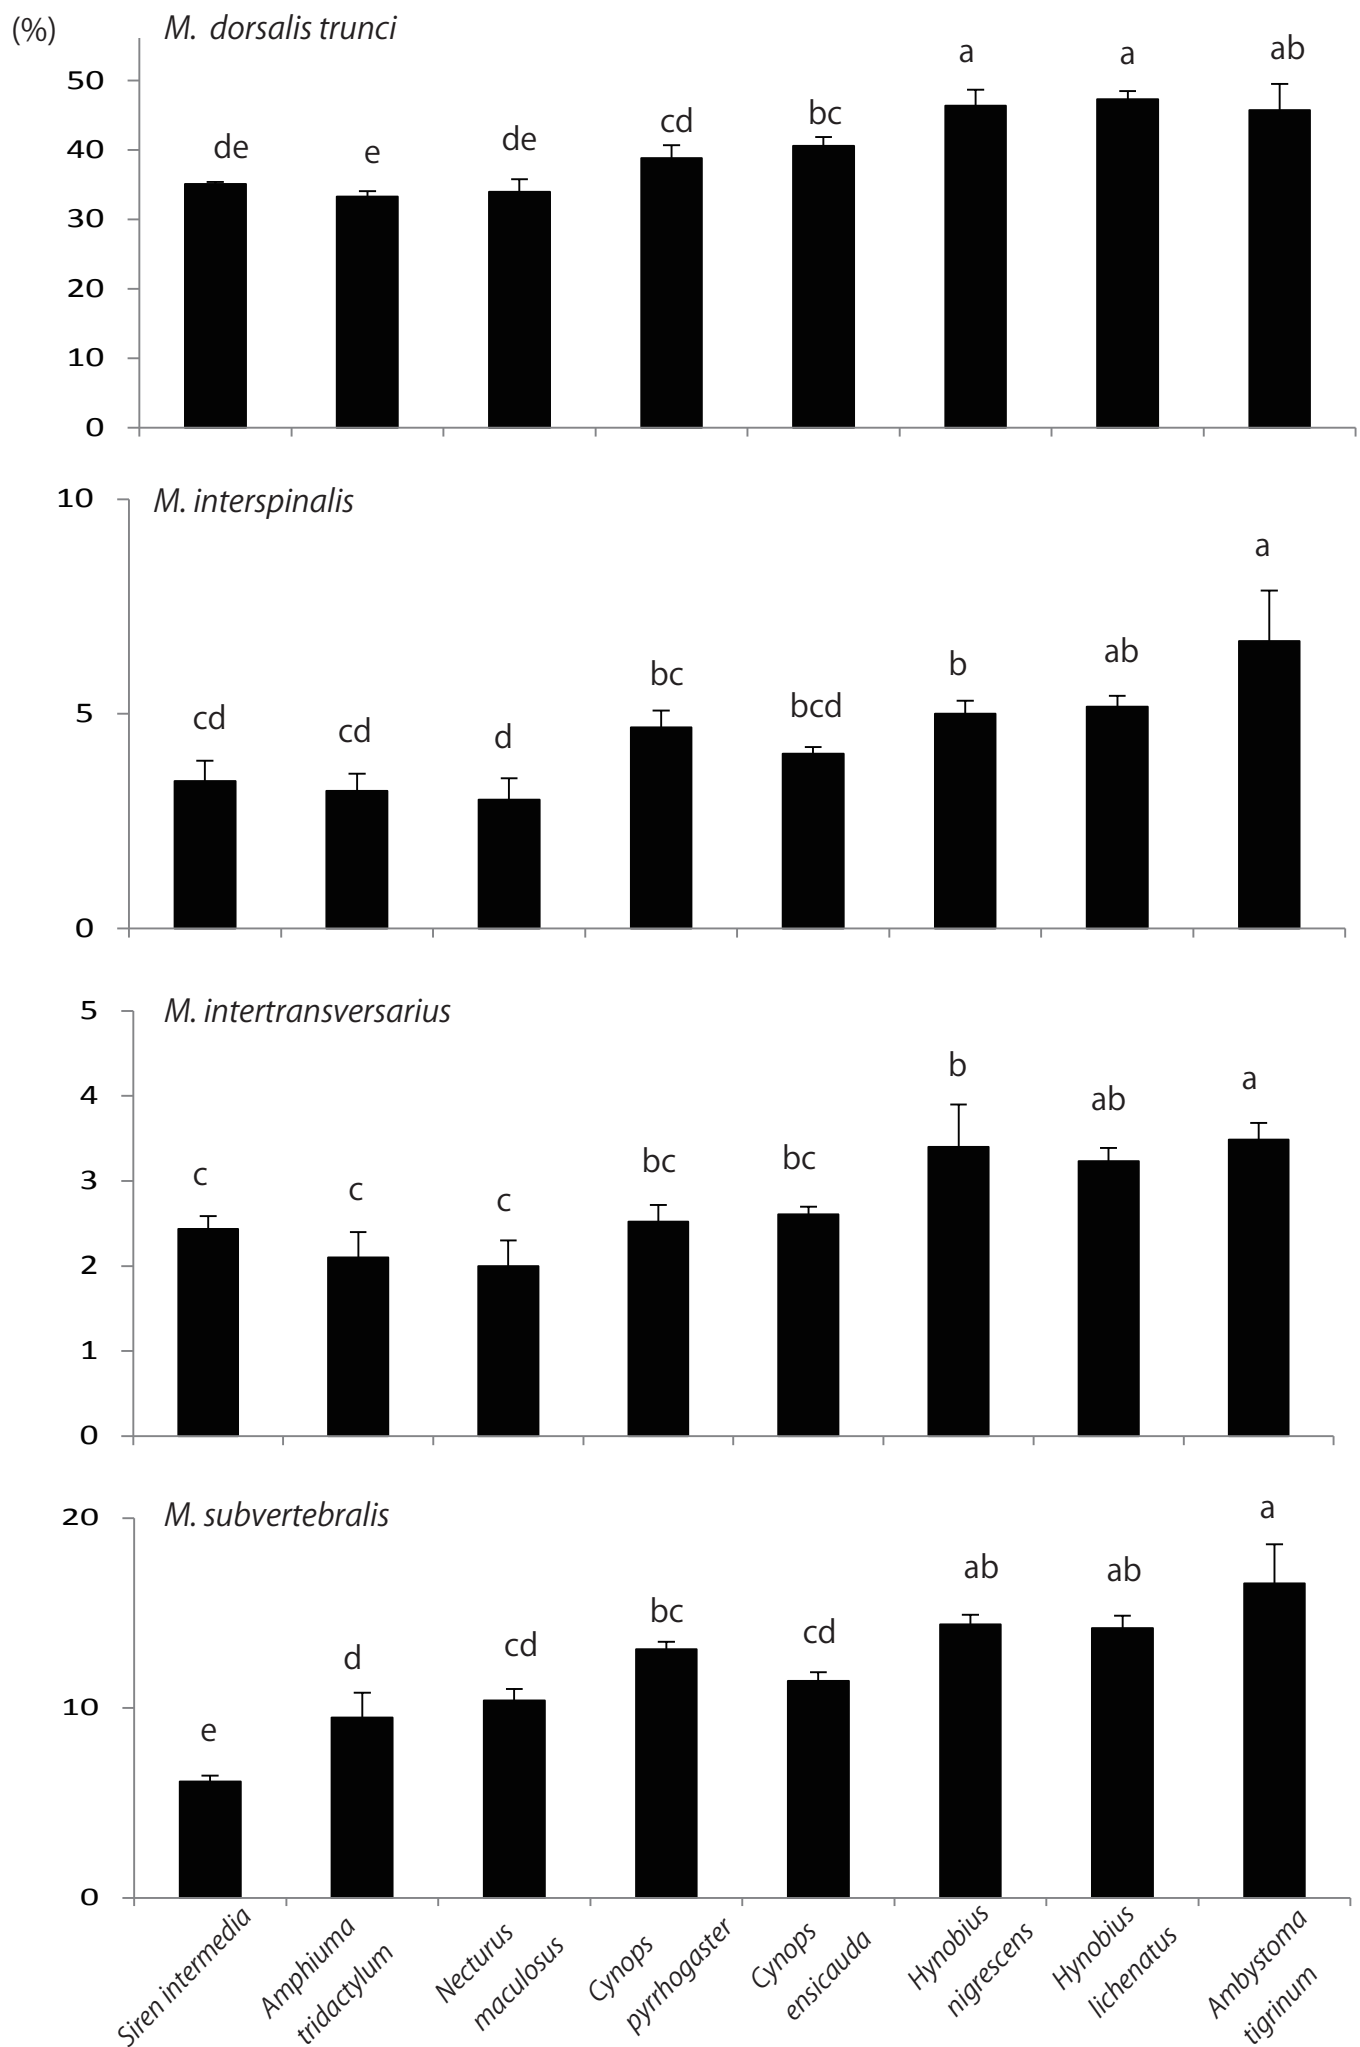 (%)
M. dorsalis trunci
50
40
30
20
10
0
de
e
de
cd
bc
a
a
ab
M. interspinalis
10
5
0
cd
cd
d
bc
bcd
b
ab
a
M. intertransversarius
5
4
3
2
1
0
c
c
c
bc
bc
b
ab
a
M. subvertebralis
20
10
0
e
d
cd
bc
cd
ab
ab
a
Siren intermedia
Amphiuma
tridactylum
Necturus
maculosus
Cynops
pyrrhogaster
Cynops
ensicauda
Hynobius
nigrescens
Hynobius
lichenatus
Ambystoma
tigrinum